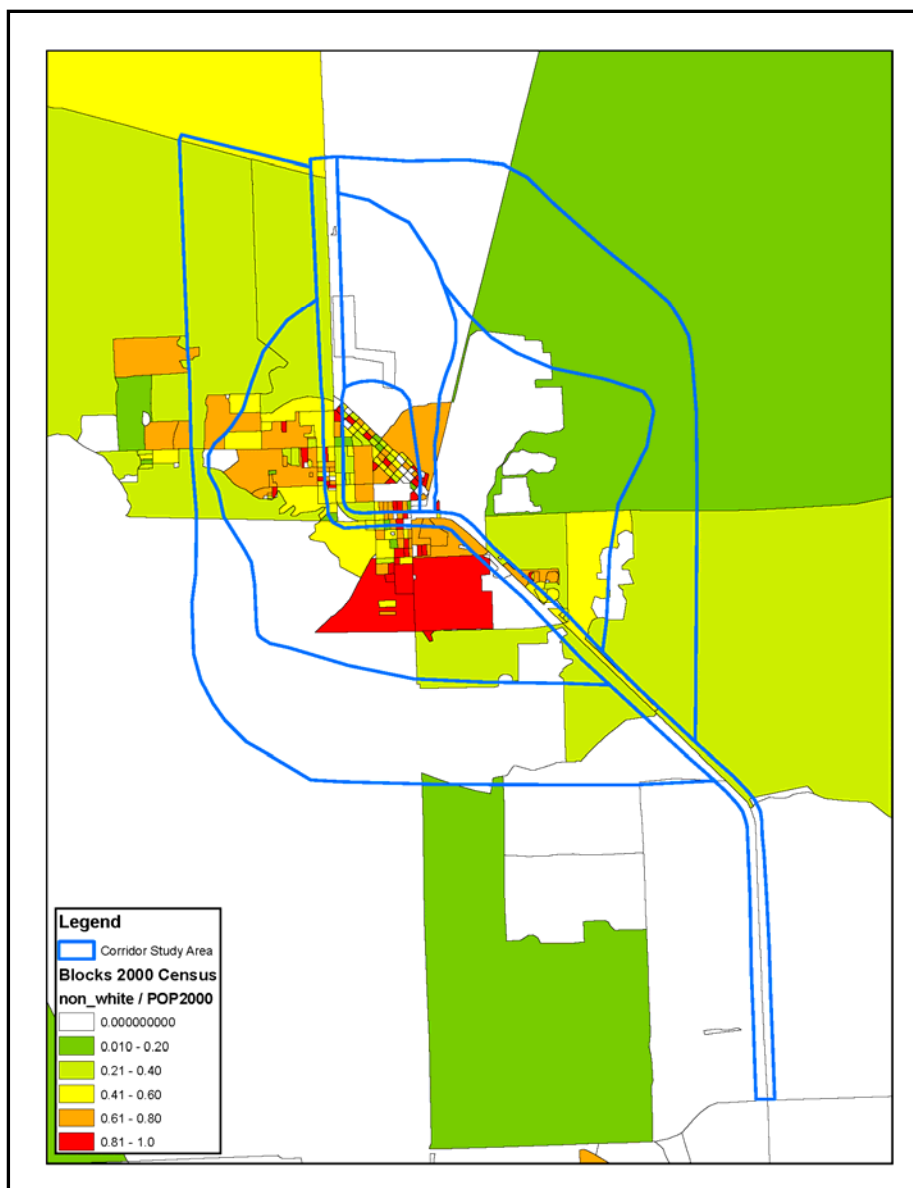 Legend
Corridor Study Area
Blocks 2000 Census
non_white / POP2000
0.000000000
0.010 - 0.20
0.21 - 0.40
0.41 - 0.60
0.61 - 0.80
0.81 - 1.0